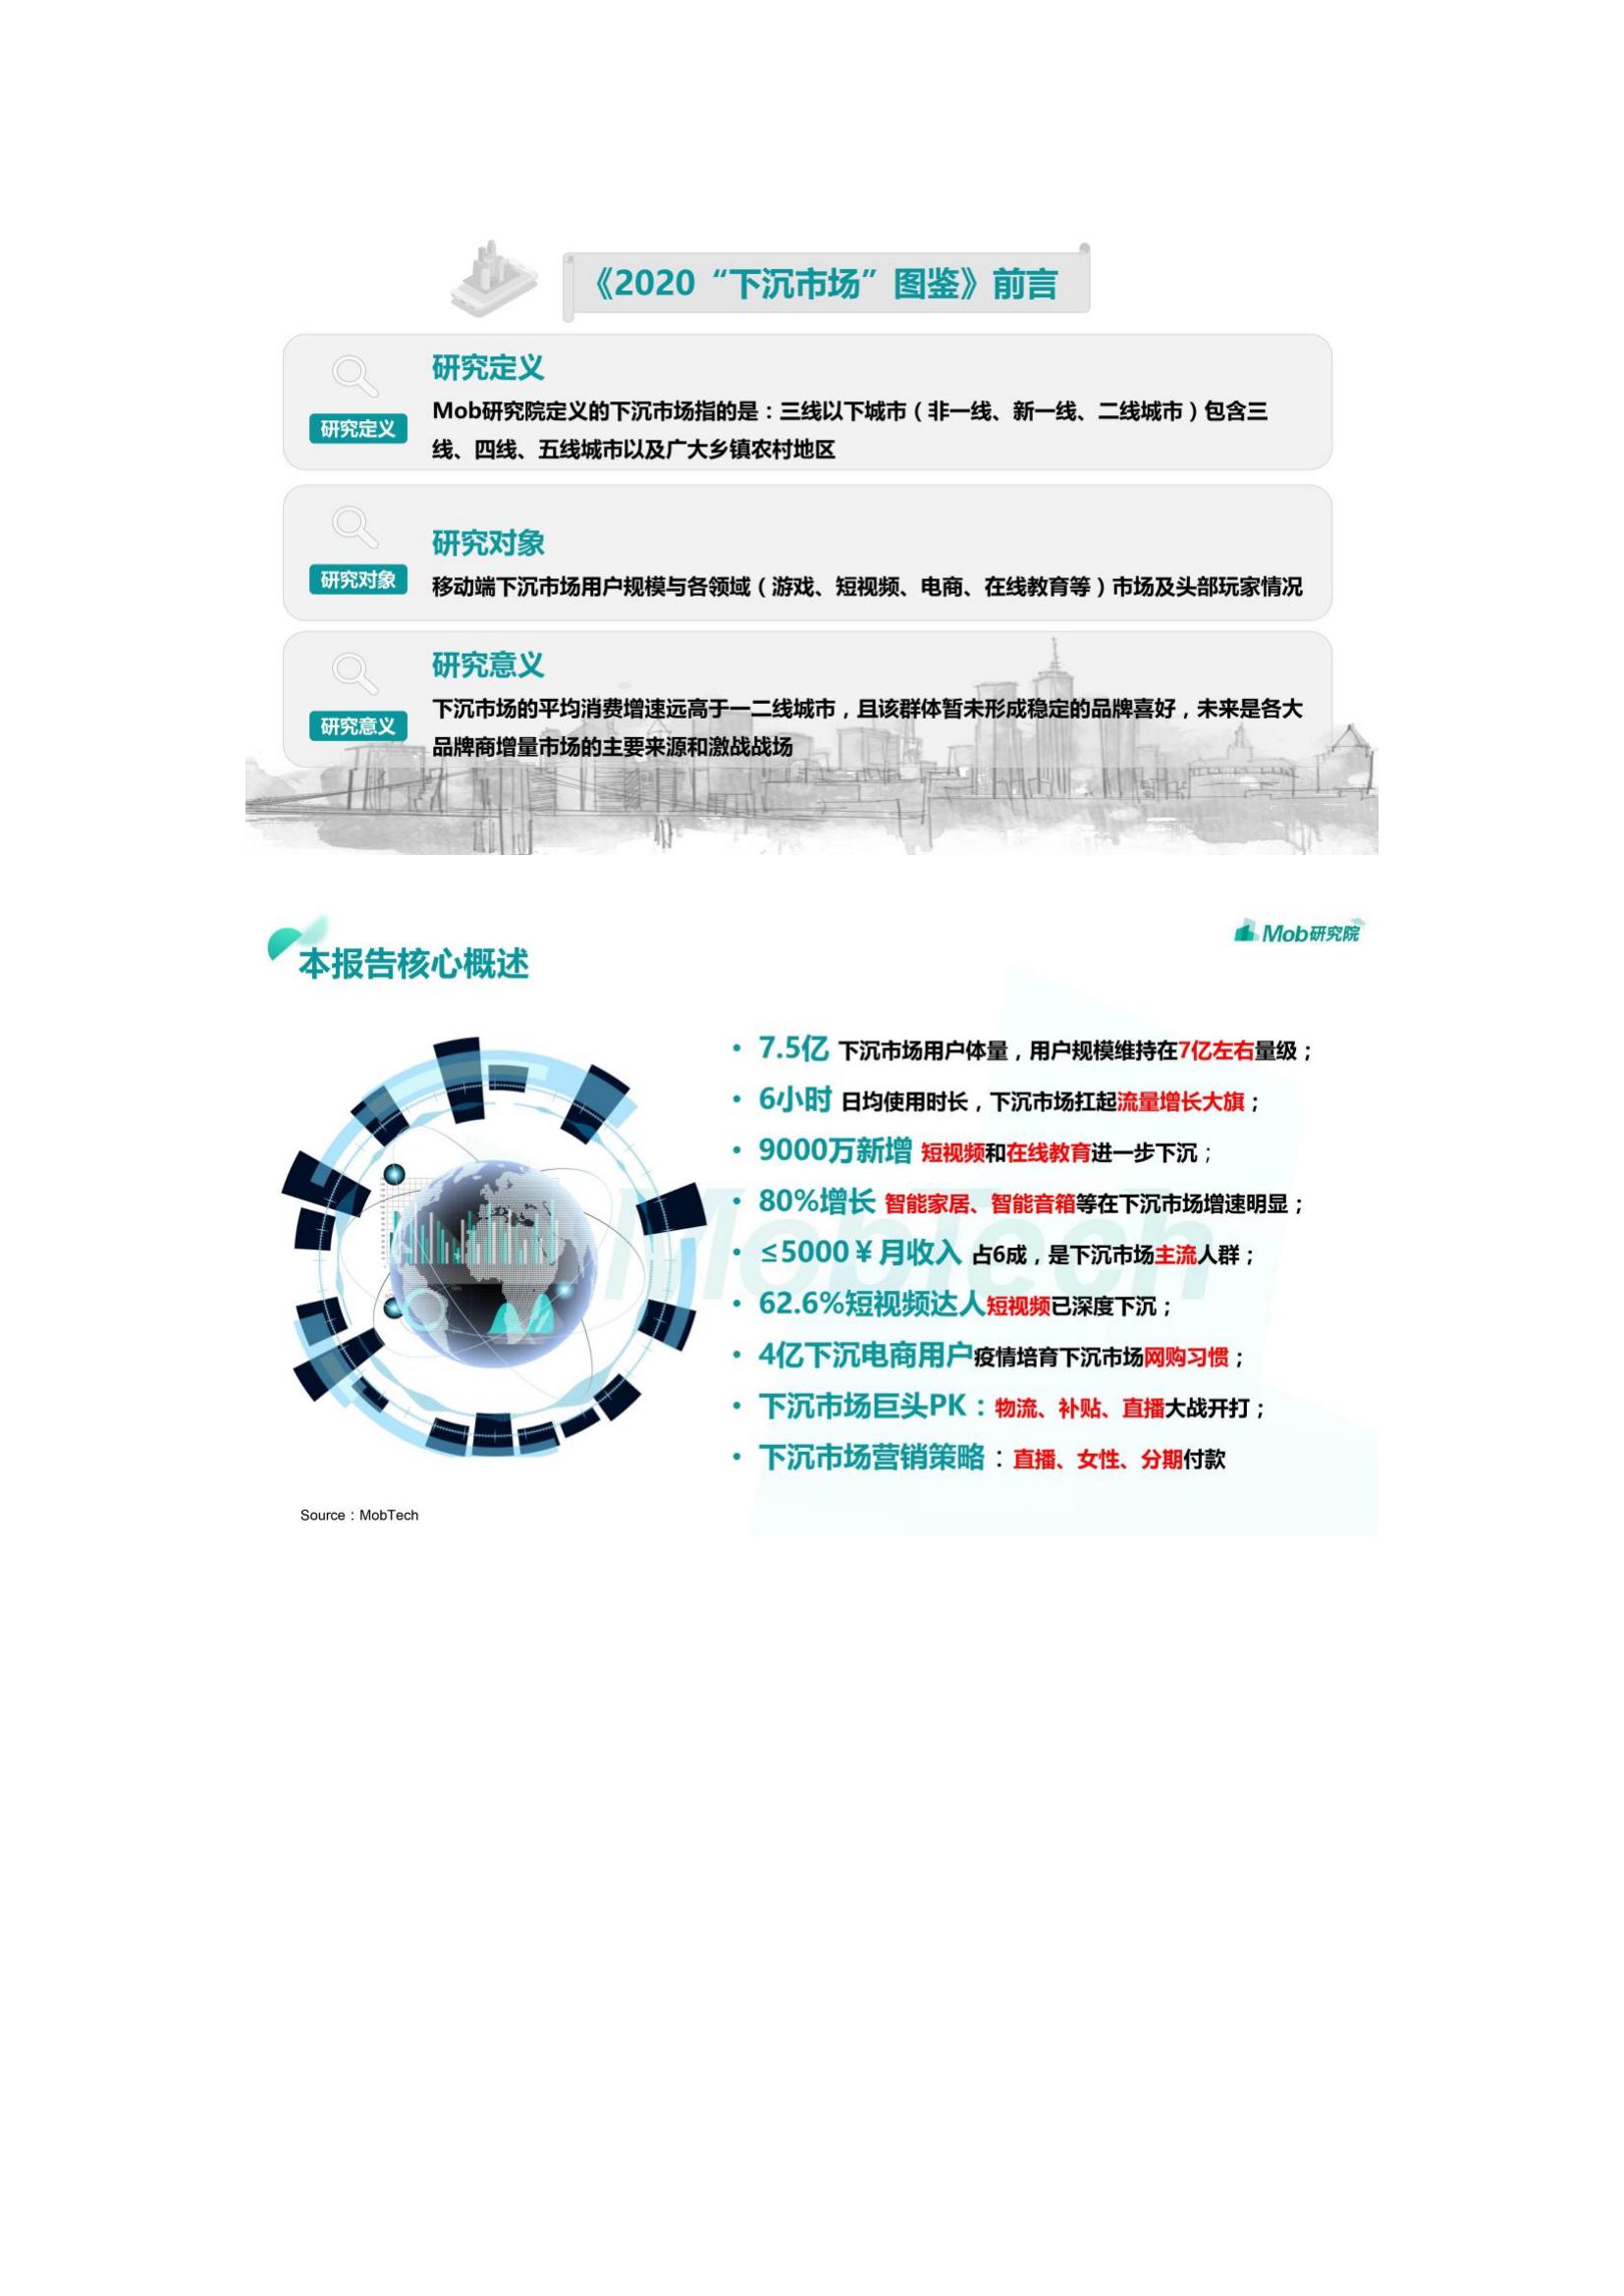 《2020“下沉市场”图鉴》前言
研究定义
研究定义
Mob研究院定义的下沉市场指的是：三线以下城市（非一线、新一线、二线城市）包含三
线、四线、五线城市以及广大乡镇农村地区
研究对象
研究对象
移动端下沉市场用户规模与各领域（游戏、短视频、电商、在线教育等）市场及头部玩家情况
研究意义
研究意义
下沉市场的平均消费增速远高于一二线城市，且该群体暂未形成稳定的品牌喜好，未来是各大
品牌商增量市场的主要来源和激战战场
Mob研究院
本报告核心概述
• 7.5亿 下沉市场用户体量，用户规模维持在7亿左右量级；
• 6小时 日均使用时长，下沉市场扛起流量增长大旗；
• 9000万新增 短视频和在线教育进一步下沉；
• 80%增长 智能家居、智能音箱等在下沉市场增速明显；
• ≤5000￥月收入 占6成，是下沉市场主流人群；
• 62.6%短视频达人短视频已深度下沉；
• 4亿下沉电商用户疫情培育下沉市场网购习惯；
• 下沉市场巨头PK：物流、补贴、直播大战开打；
• 下沉市场营销策略：直播、女性、分期付款
MobTech
Source：MobTech